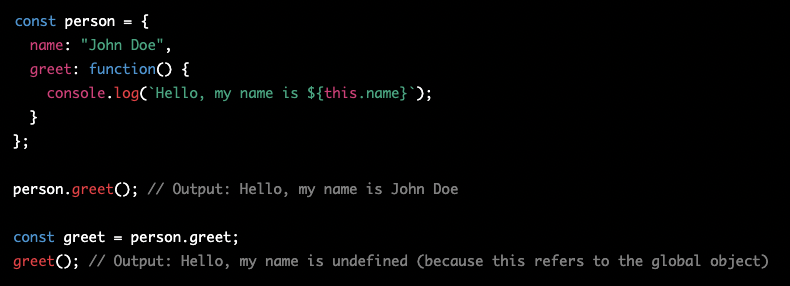 const person = {
  name: "John Doe",
  greet: function() {
    console.log(`Hello, my name is ${this.name}`);
  }
};

person.greet(); // Output: Hello, my name is John Doe

const greet = person.greet;
greet(); // Output: Hello, my name is undefined (because this refers to the global object)